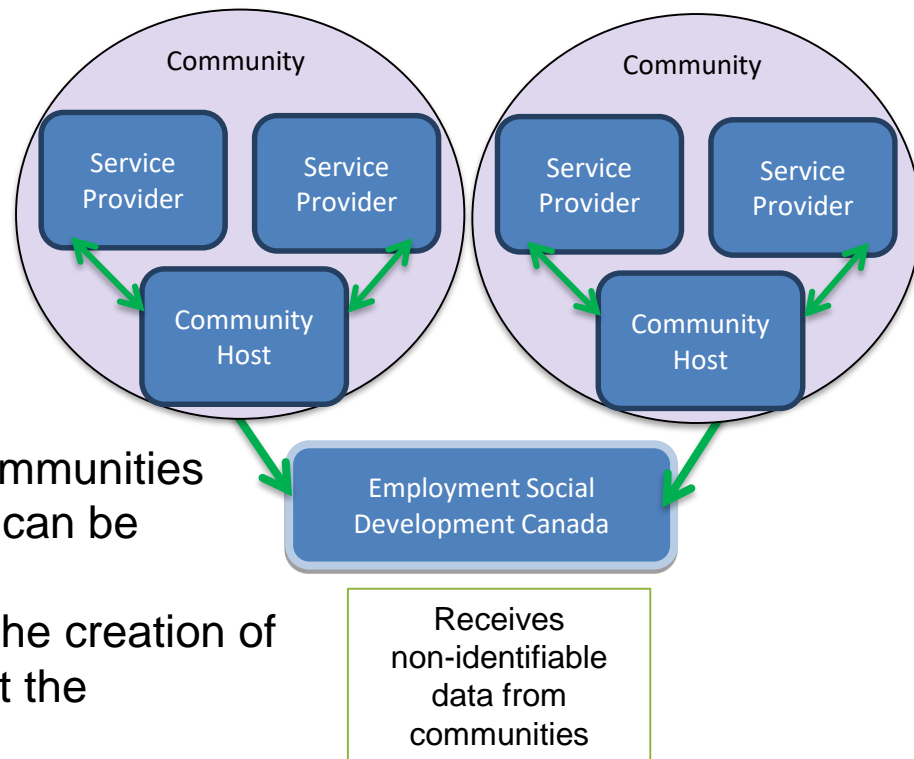 Community
Service
Provider
Service
Provider
Community
Host
Community
Service
Provider
Service
Provider
Community
Host
mmunities
can be
he creation of
t the
Employment Social
Development Canada
Receives
non-identifiable
data from
communities